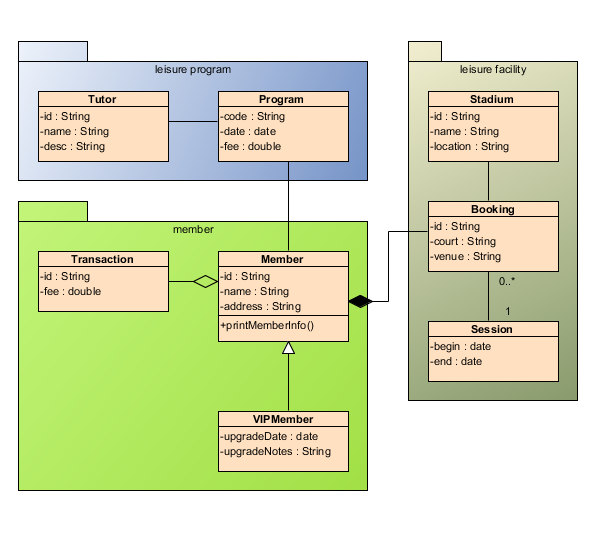 leisure program
Tutor
-id : String
-name : String
-desc : String
Program
-code : String
-date : date
-fee : double
member
Transaction
-id : String
-fee : double
Member
-id : String
-name : String
-address : String
+printMemberInfo()
VIPMember
-upgradeDate : date
-upgradeNotes : String
leisure facility
Stadium
-id : String
-name : String
-location : String
Booking
-id : String
-court : String
-venue : String
0..*
1
Session
-begin : date
-end : date